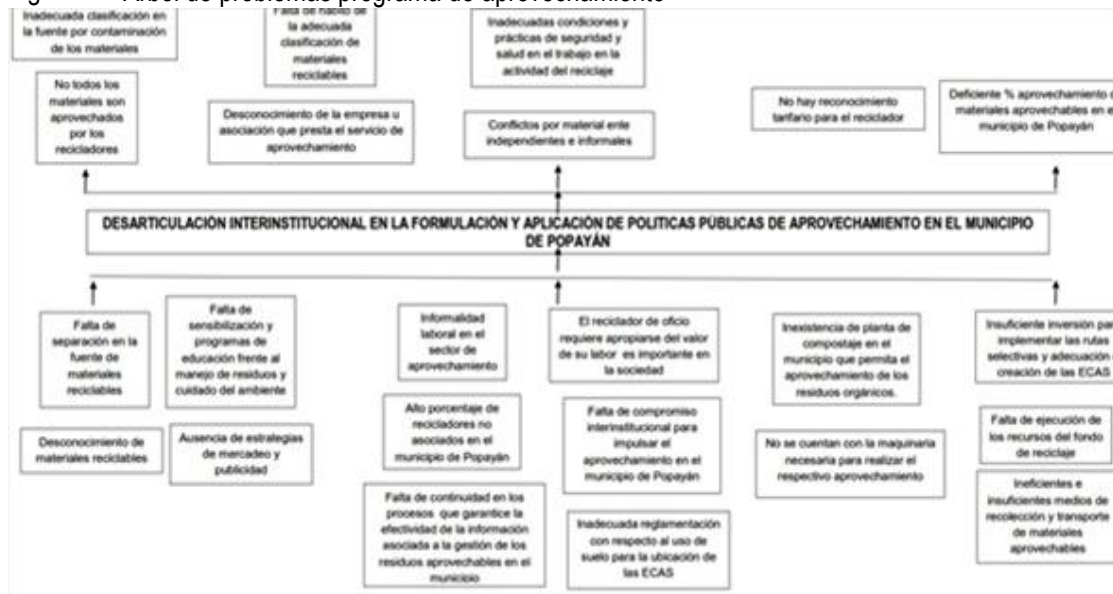 Árbol de problemas programa de aprovechamiento
Inadecuada clasificación en
la fuente por contaminación
de los materiales
Falta de hábito de
la adecuada
clasificación de
materiales
reciclables
Inadecuadas condiciones y
prácticas de seguridad y
salud en el trabajo en la
actividad del reciclaje
No todos los
materiales son
aprovechados
por los
recicladores
Desconocimiento de la empresa u
asociación que presta el servicio de
aprovechamiento
Conflictos por material ente
independientes e informales
No hay reconocimiento
tarifario para el reciclador
Deficiente % aprovechamiento
materiales aprovechables en
municipio de Popayán
DESARTICULACIÓN INTERINSTITUCIONAL EN LA FORMULACIÓN Y APLICACIÓN DE POLITICAS PÚBLICAS DE APROVECHAMIENTO EN EL MUNICIPIO
DE POPAYÁN
Falta de
separación en la
fuente de
materiales
reciclables
Falta de
sensibilización y
programas de
educación frente al
manejo de residuos y
cuidado del ambiente
Informalidad
laboral en el
sector de
aprovechamiento
El reciclador de oficio
requiere apropiarse del valor
de su labor es importante en
la sociedad
Inexistencia de planta de
compostaje en el
municipio que permita el
aprovechamiento de los
residuos orgánicos.
Insuficiente inversión
implementar las rutas
selectivas y adecuación
creación de las ECAS
Desconocimiento de
materiales reciclables
Ausencia de estrategias
de mercadeo y
publicidad
Alto porcentaje de
recicladores no
asociados en el
municipio de Popayán
Falta de compromiso
interinstitucional para
impulsar el
aprovechamiento en el
municipio de Popayán
No se cuentan con la maquinaria
necesaria para realizar el
respectivo aprovechamiento
Falta de ejecución de
los recursos del fondo
de reciclaje
Falta de continuidad en los
procesos que garantice la
efectividad de la información
asociada a la gestión de los
residuos aprovechables en el
municipio
Inadecuada reglamentación
con respecto al uso de
suelo para la ubicación de
las ECAS
Ineficientes e
insuficientes medios de
recolección y transporte
de materiales
aprovechables